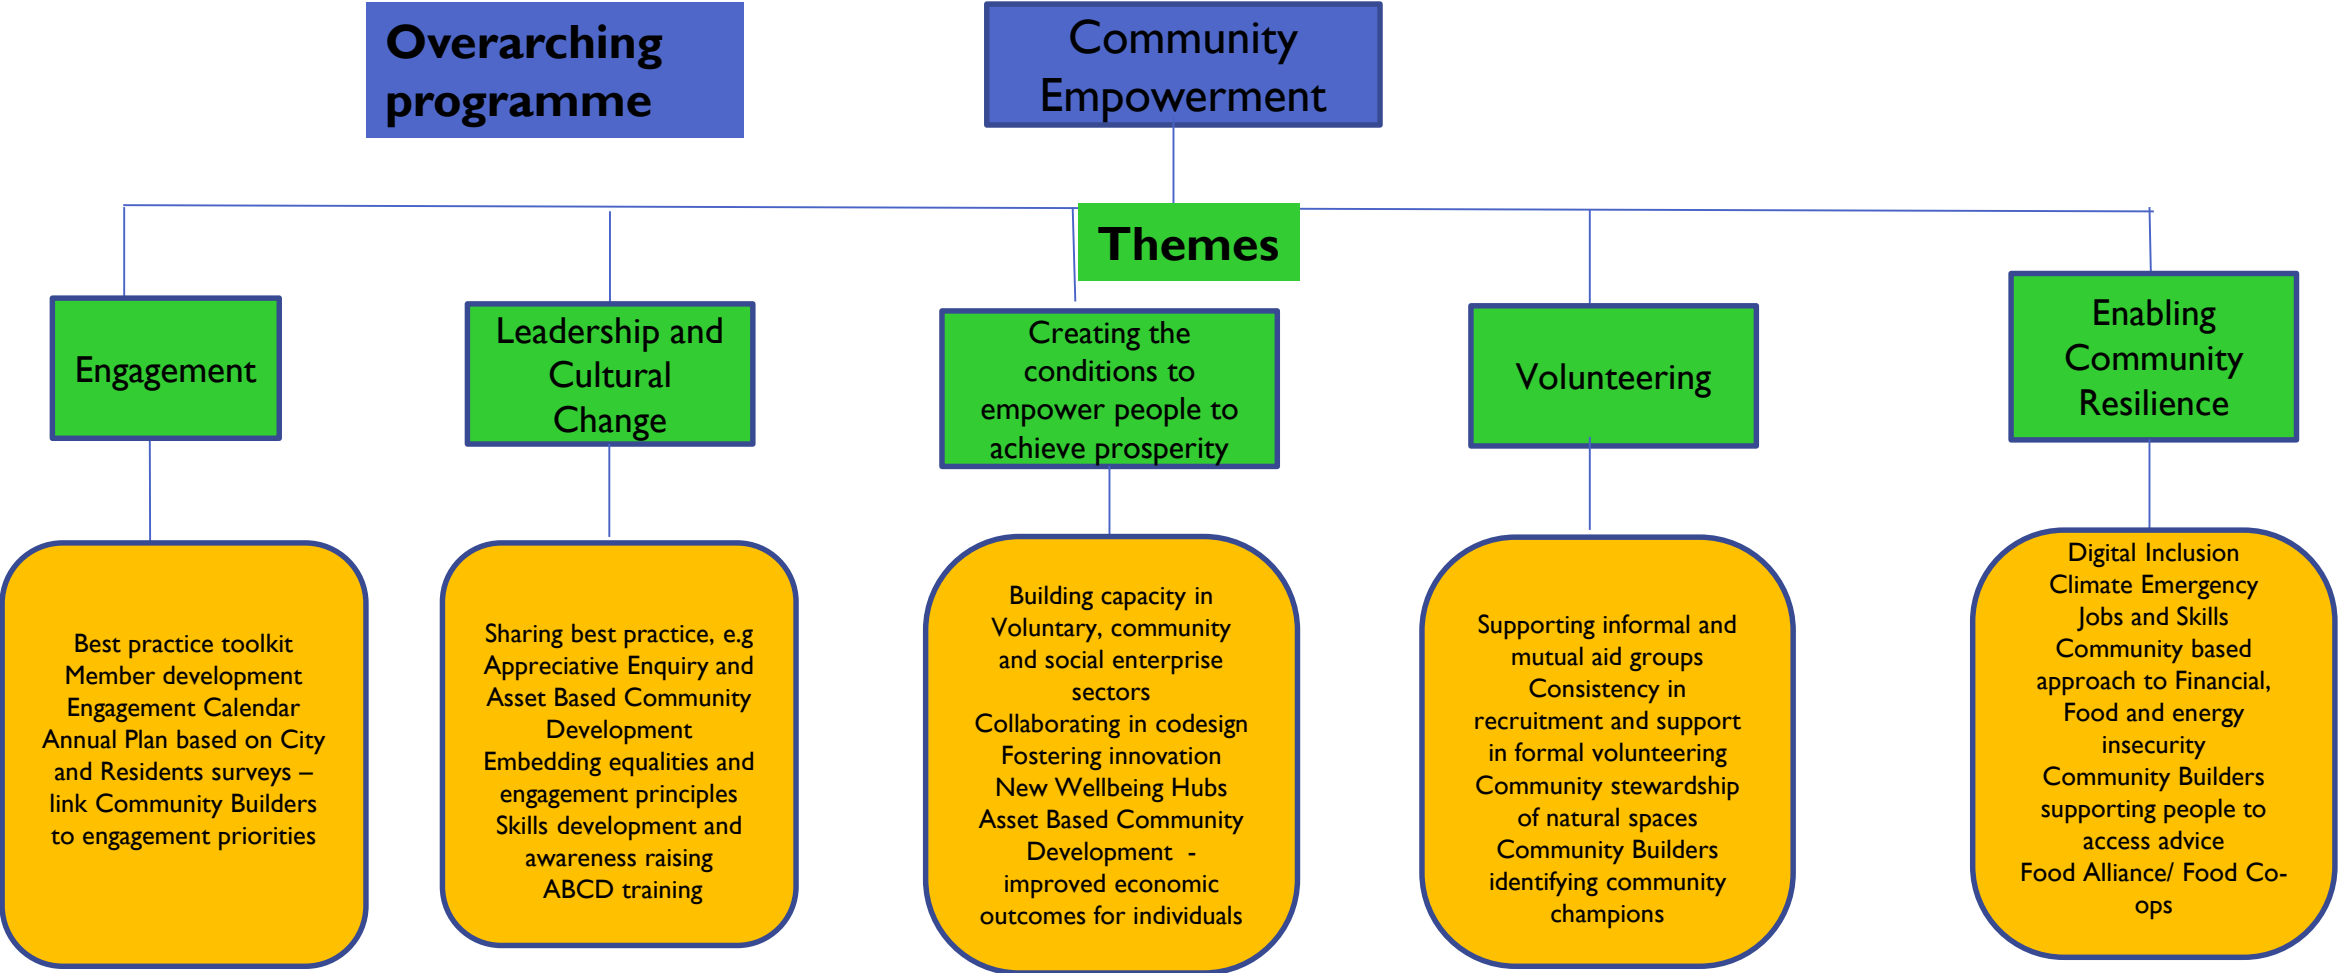 Overarching
programme
Community
Empowerment
Themes
Engagement
Leadership and
Cultural
Change
Creating the
conditions to
empower people to
achieve prosperity
Volunteering
Enabling
Community
Resilience
Best practice toolkit
Member development
Engagement Calendar
Annual Plan based on City
and Residents surveys –
link Community Builders
to engagement priorities
Sharing best practice, e.g
Appreciative Enquiry and
Asset Based Community
Development
Embedding equalities and
engagement principles
Skills development and
awareness raising
ABCD training
Building capacity in
Voluntary, community
and social enterprise
sectors
Collaborating in codesign
Fostering innovation
New Wellbeing Hubs
Asset Based Community
Development -
improved economic
outcomes for individuals
Supporting informal and
mutual aid groups
Consistency in
recruitment and support
in formal volunteering
Community stewardship
of natural spaces
Community Builders
identifying community
champions
Digital Inclusion
Climate Emergency
Jobs and Skills
Community based
approach to Financial,
Food and energy
insecurity
Community Builders
supporting people to
access advice
Food Alliance/ Food Co-
ops